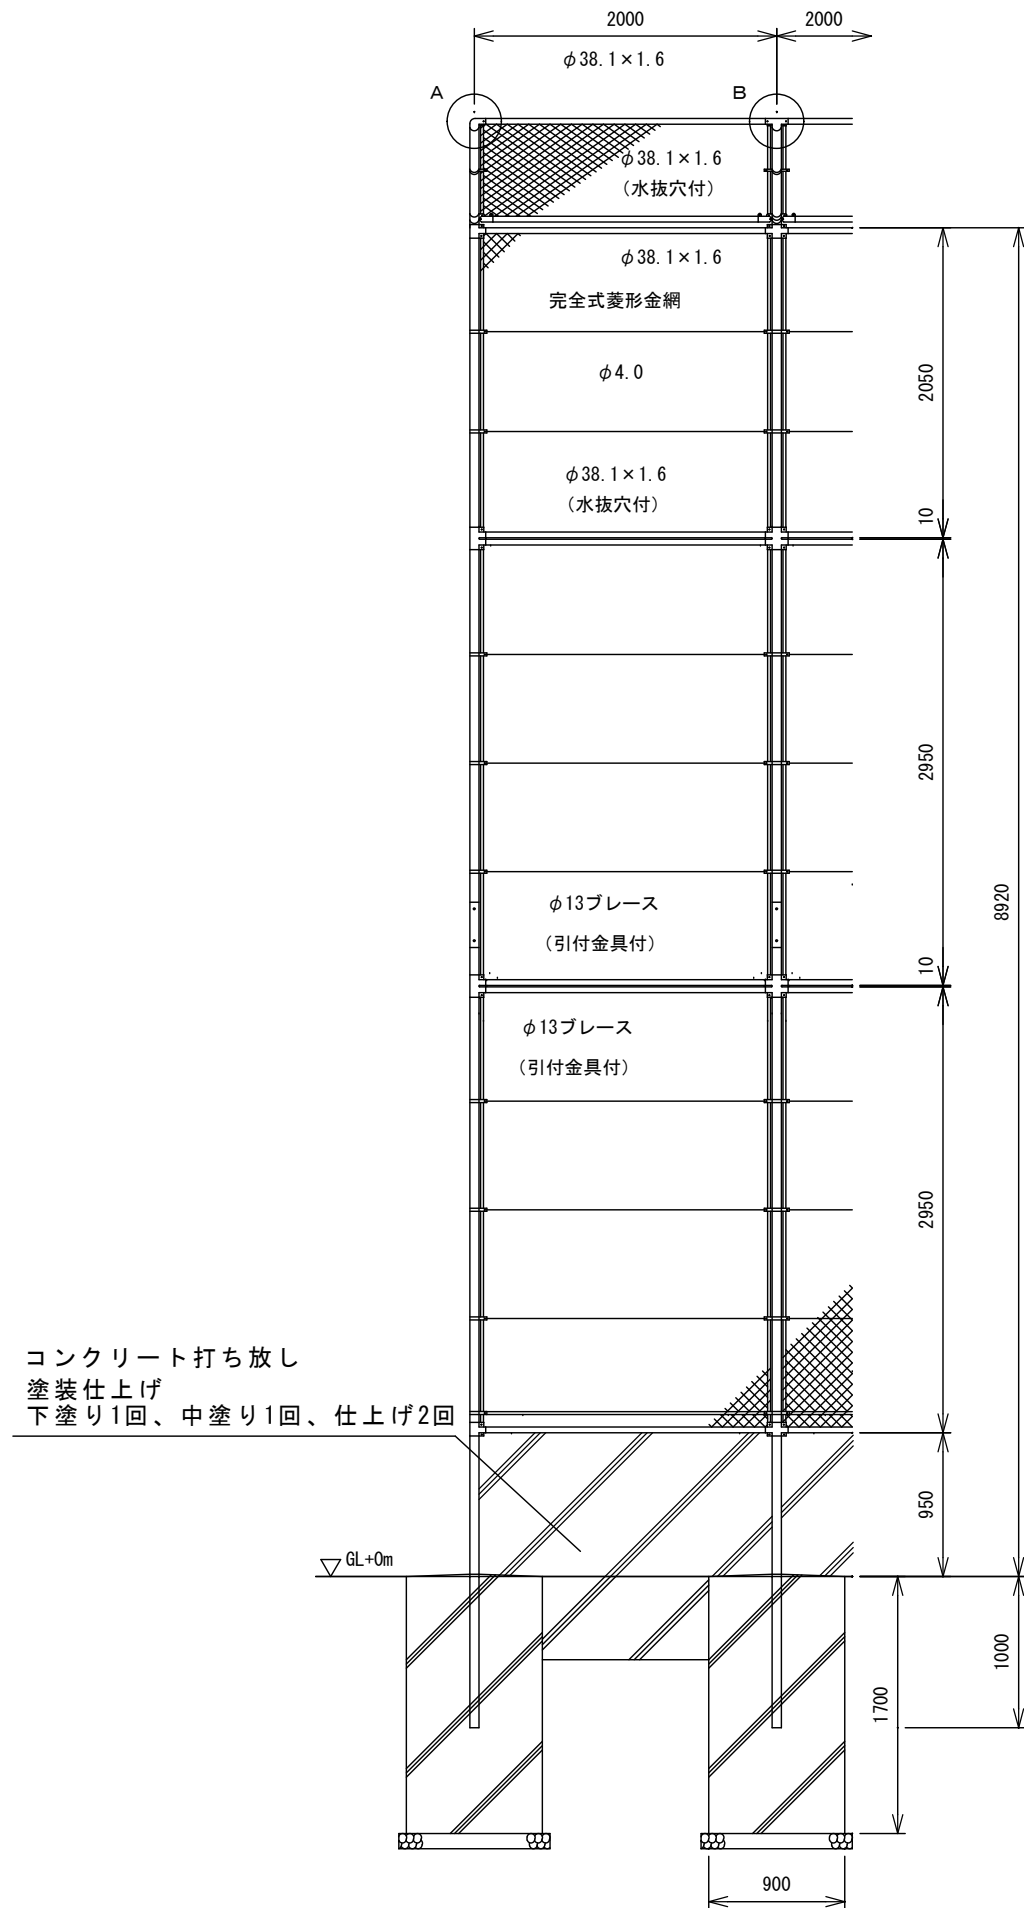 2000
2000
φ38.1×1.6
A
B
φ38.1×1.6
(水抜穴付)
φ38.1×1.6
完全式菱形金網
φ4.0
2050
φ38.1×1.6
(水抜穴付)
10
2950
φ13ブレース
(引付金具付)
8920
10
φ13ブレース
(引付金具付)
2950
コンクリート打ち放し
塗装仕上げ
下塗り1回、中塗り1回、仕上げ2回
950
GL+0m
1000
1700
900